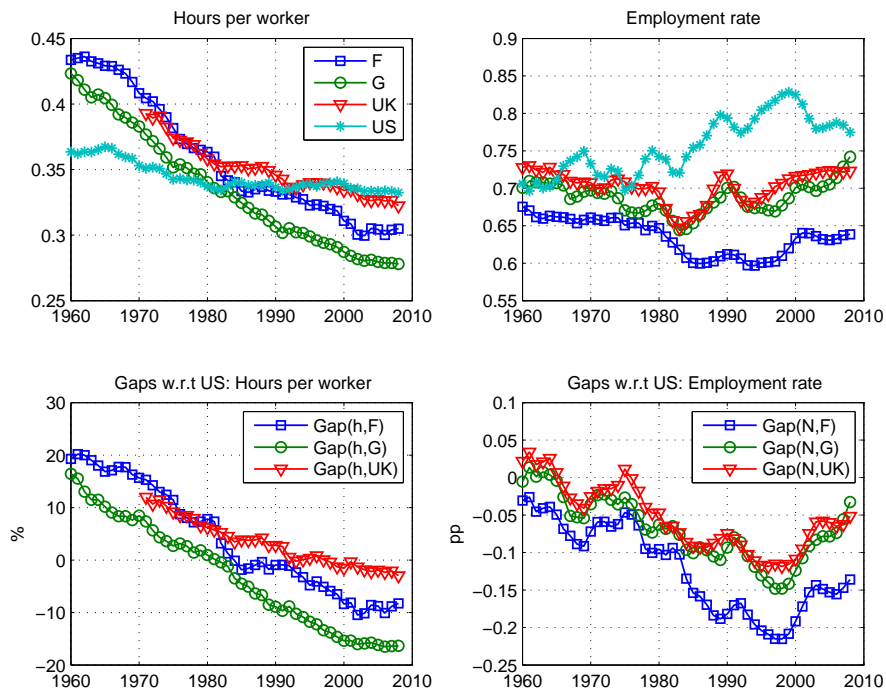 Hours per worker
0.45
0.4
0.35
0.3
0.25
1960 1970 1980 1990 2000 2010
F
G
UK
US
Employment rate
0.9
0.85
0.8
0.75
0.7
0.65
0.6
0.55
1960 1970 1980 1990 2000 2010
Gaps w.r.t US: Hours per worker
%
30
20
10
0
−10
−20
1960 1970 1980 1990 2000 2010
Gap(h,F)
Gap(h,G)
Gap(h,UK)
Gaps w.r.t US: Employment rate
pp
0.1
0.05
0
−0.05
−0.1
−0.15
−0.2
−0.25
1960 1970 1980 1990 2000 2010
Gap(N,F)
Gap(N,G)
Gap(N,UK)